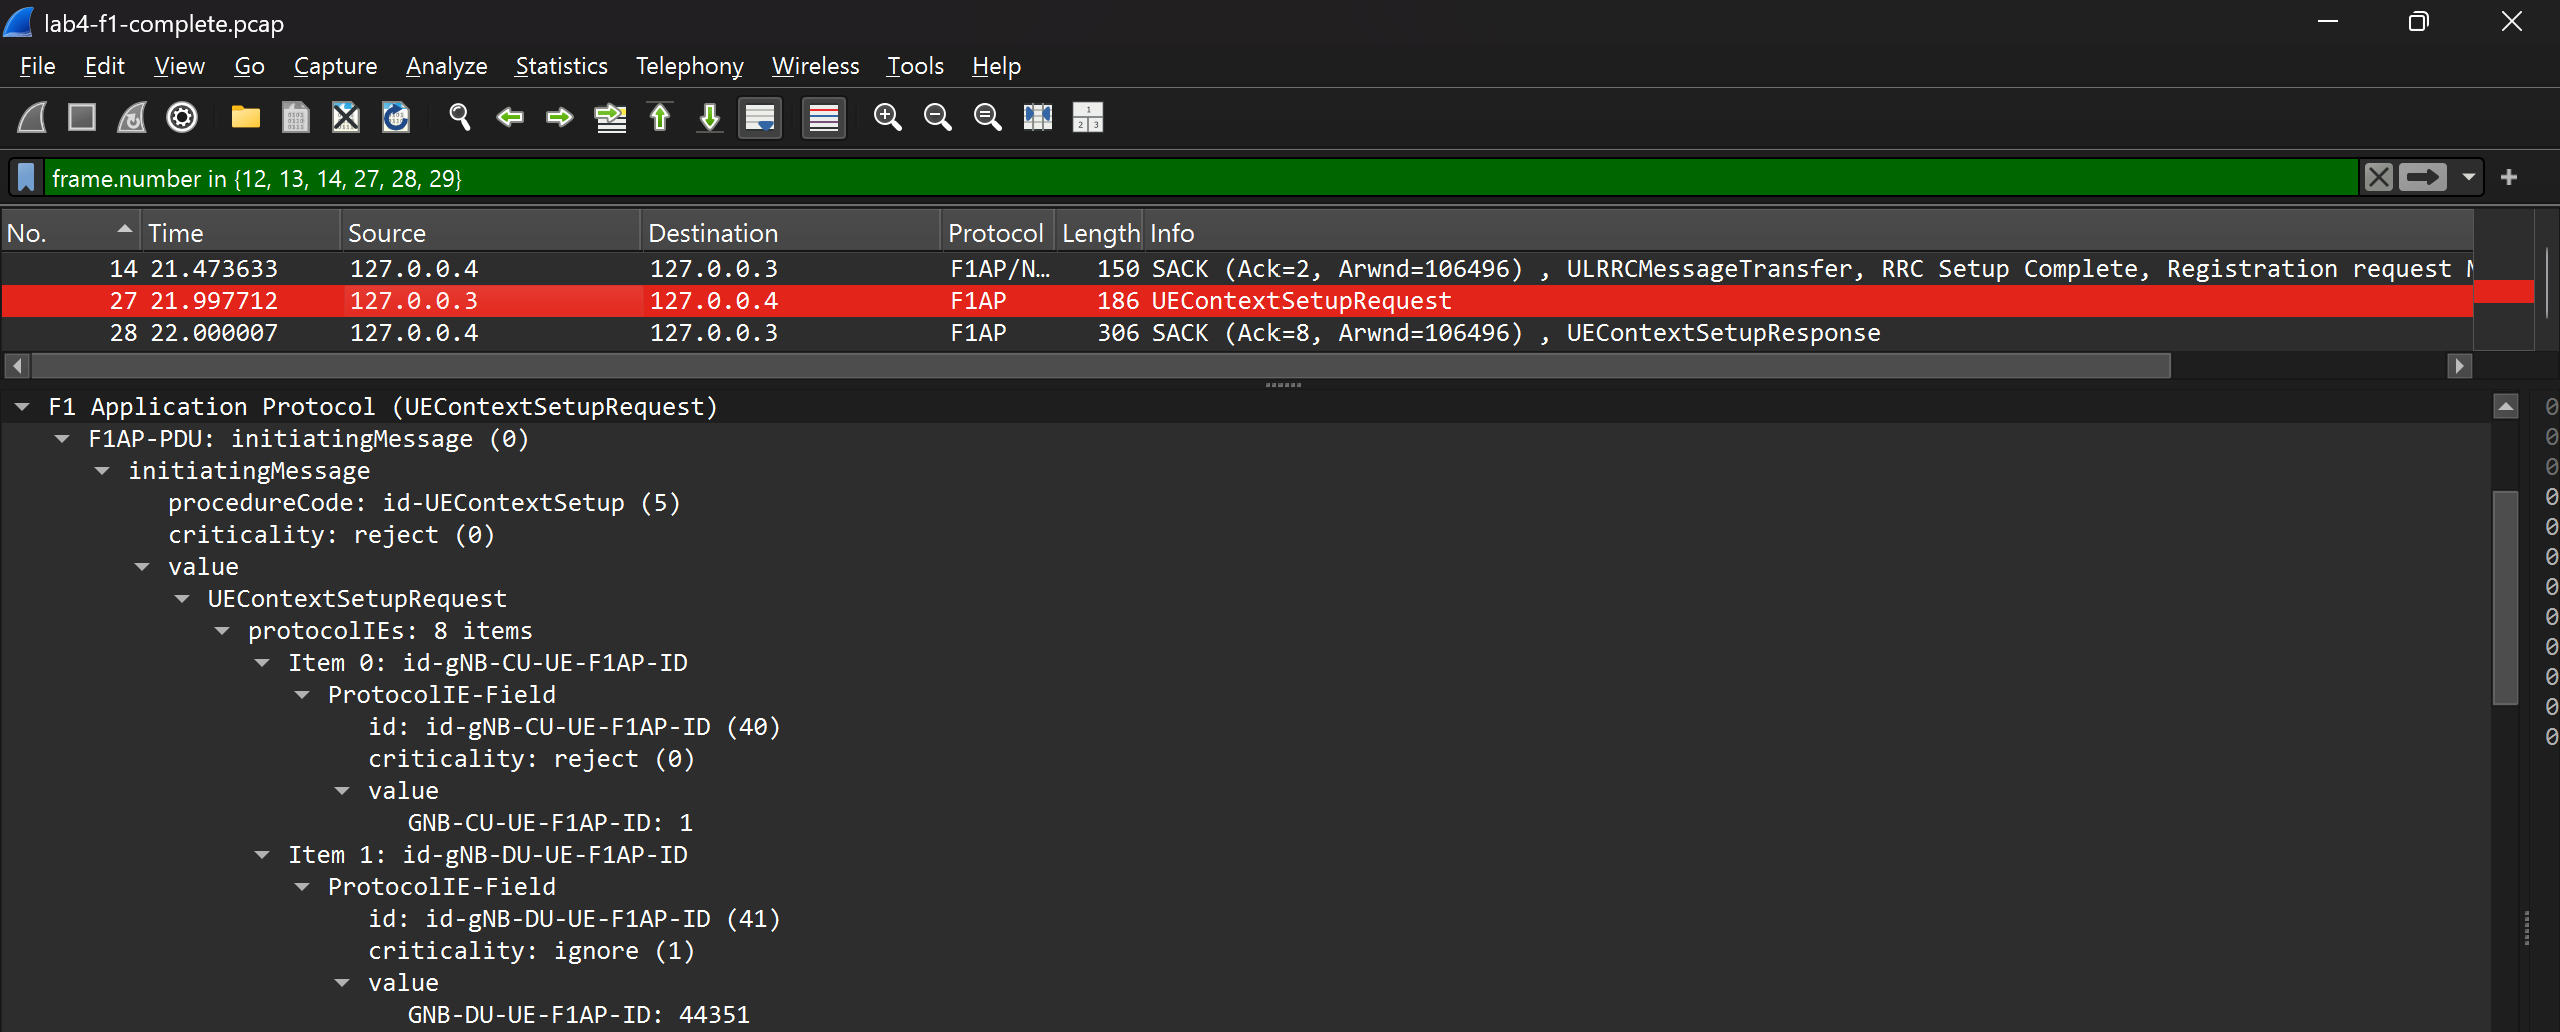 lab4-f1-complete.pcap
File Edit View Go Capture Analyze Statistics Telephony Wireless Tools Help
frame.number in {12, 13, 14, 27, 28, 29}
No. Time Source Destination Protocol Length Info
14 21.473633 127.0.0.4 127.0.0.3 F1AP/N… 150 SACK (Ack=2, Arwnd=106496) , ULRRCMessageTransfer, RRC Setup Complete, Registration request
27 21.997712 127.0.0.3 127.0.0.4 F1AP 186 UEContextSetupRequest
28 22.000007 127.0.0.4 127.0.0.3 F1AP 306 SACK (Ack=8, Arwnd=106496) , UEContextSetupResponse
F1 Application Protocol (UEContextSetupRequest)
F1AP-PDU: initiatingMessage (0)
initiatingMessage
procedureCode: id-UEContextSetup (5)
criticality: reject (0)
value
UEContextSetupRequest
protocolIEs: 8 items
Item 0: id-gNB-CU-UE-F1AP-ID
ProtocolIE-Field
id: id-gNB-CU-UE-F1AP-ID (40)
criticality: reject (0)
value
GNB-CU-UE-F1AP-ID: 1
Item 1: id-gNB-DU-UE-F1AP-ID
ProtocolIE-Field
id: id-gNB-DU-UE-F1AP-ID (41)
criticality: ignore (1)
value
GNB-DU-UE-F1AP-ID: 44351